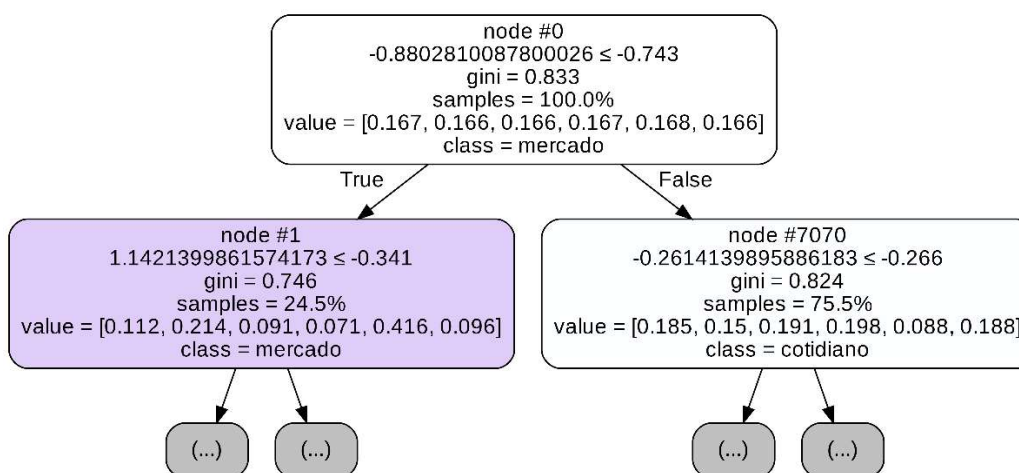 node #0
-0.8802810087800026 ≤ -0.743
gini = 0.833
samples = 100.0%
value = [0.167, 0.166, 0.166, 0.167, 0.168, 0.166]
class = mercado
True
False
node #1
1.1421399861574173 ≤ -0.341
gini = 0.746
samples = 24.5%
value = [0.112, 0.214, 0.091, 0.071, 0.416, 0.096]
class = mercado
node #7070
-0.2614139895886183 ≤ -0.266
gini = 0.824
samples = 75.5%
value = [0.185, 0.15, 0.191, 0.198, 0.088, 0.188]
class = cotidiano
(...)
(...)
(...)
(...)